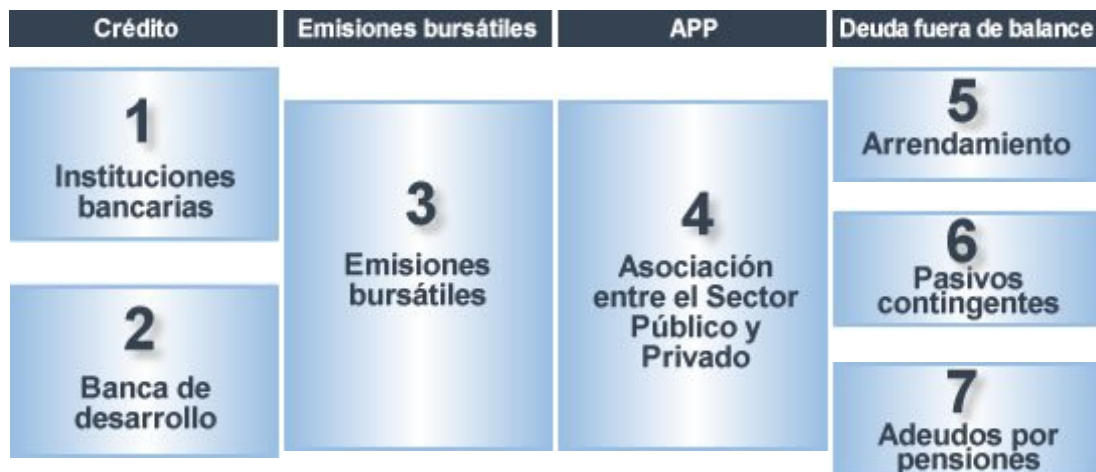 Crédito
1
Instituciones
bancarias
2
Banca de
desarrollo
Emisiones bursátiles
3
Emisiones
bursátiles
APP
4
Asociación
entre el Sector
Público y
Privado
Deuda fuera de balance
5
Arrendamiento
6
Pasivos
contingentes
7
Adeudos por
pensiones